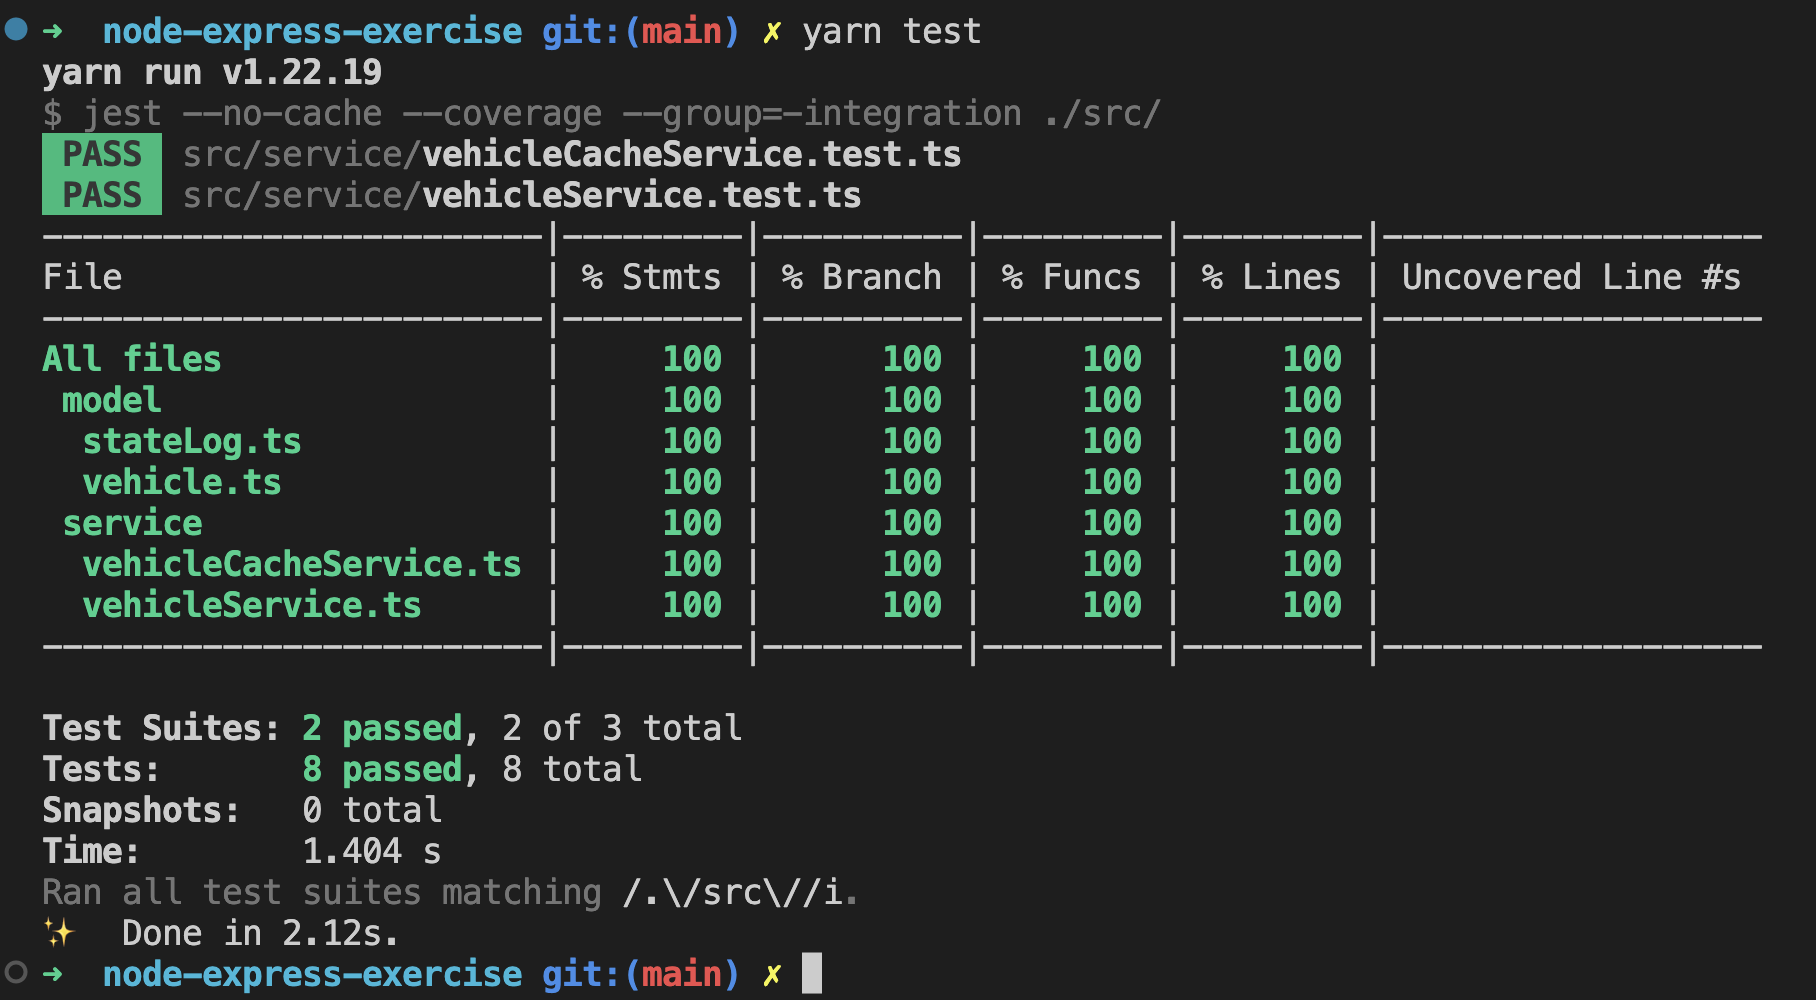 ➜  node-express-exercise git:(main) ✗ yarn test
yarn run v1.22.19
$ jest --no-cache --coverage --group=-integration ./src/
 PASS  src/service/vehicleCacheService.test.ts
 PASS  src/service/vehicleService.test.ts
-------------------------|---------|----------|---------|---------|-------------------
File                     | % Stmts | % Branch | % Funcs | % Lines | Uncovered Line #s
-------------------------|---------|----------|---------|---------|-------------------
All files                |     100 |      100 |     100 |     100 |
 model                   |     100 |      100 |     100 |     100 |
  stateLog.ts            |     100 |      100 |     100 |     100 |
  vehicle.ts             |     100 |      100 |     100 |     100 |
 service                 |     100 |      100 |     100 |     100 |
  vehicleCacheService.ts |     100 |      100 |     100 |     100 |
  vehicleService.ts      |     100 |      100 |     100 |     100 |
-------------------------|---------|----------|---------|---------|-------------------
Test Suites: 2 passed, 2 of 3 total
Tests:       8 passed, 8 total
Snapshots:   0 total
Time:        1.404 s
Ran all test suites matching /.\/src\//i.
✨  Done in 2.12s.
➜  node-express-exercise git:(main) ✗